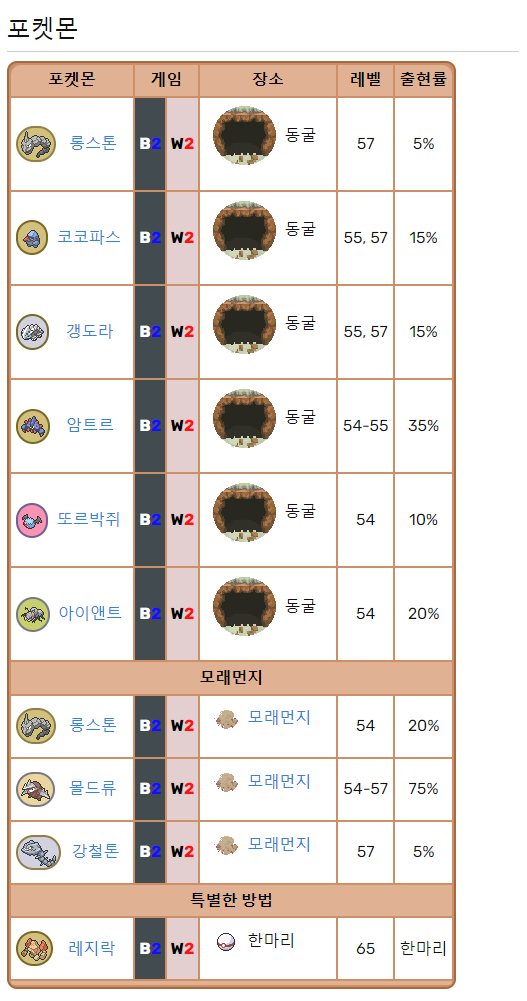 포켓몬
포켓몬 게임 장소 레벨 출현률
롱스톤 B2 W2 동굴 57 5%
코코파스 B2 W2 동굴 55, 57 15%
갱도라 B2 W2 동굴 55, 57 15%
암트르 B2 W2 동굴 54-55 35%
또르박쥐 B2 W2 동굴 54 10%
아이앤트 B2 W2 동굴 54 20%
모래먼지
롱스톤 B2 W2 모래먼지 54 20%
몰드류 B2 W2 모래먼지 54-57 75%
강철톤 B2 W2 모래먼지 57 5%
특별한 방법
레지락 B2 W2 한마리 65 한마리